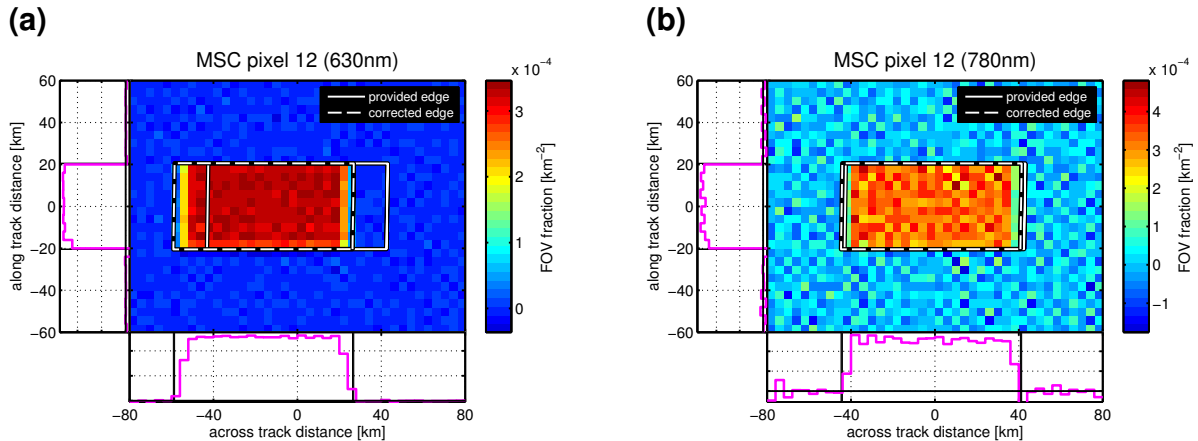 (a)
MSC pixel 12 (630nm)
60
40
20
0
−20
−40
−60
along track distance [km]
provided edge
corrected edge
x 10⁻⁴
3
2
1
0
FOV fraction [km⁻²]
−80
−40
0
40
80
across track distance [km]
(b)
MSC pixel 12 (780nm)
60
40
20
0
−20
−40
−60
along track distance [km]
provided edge
corrected edge
x 10⁻⁴
4
3
2
1
0
−1
FOV fraction [km⁻²]
−80
−40
0
40
80
across track distance [km]